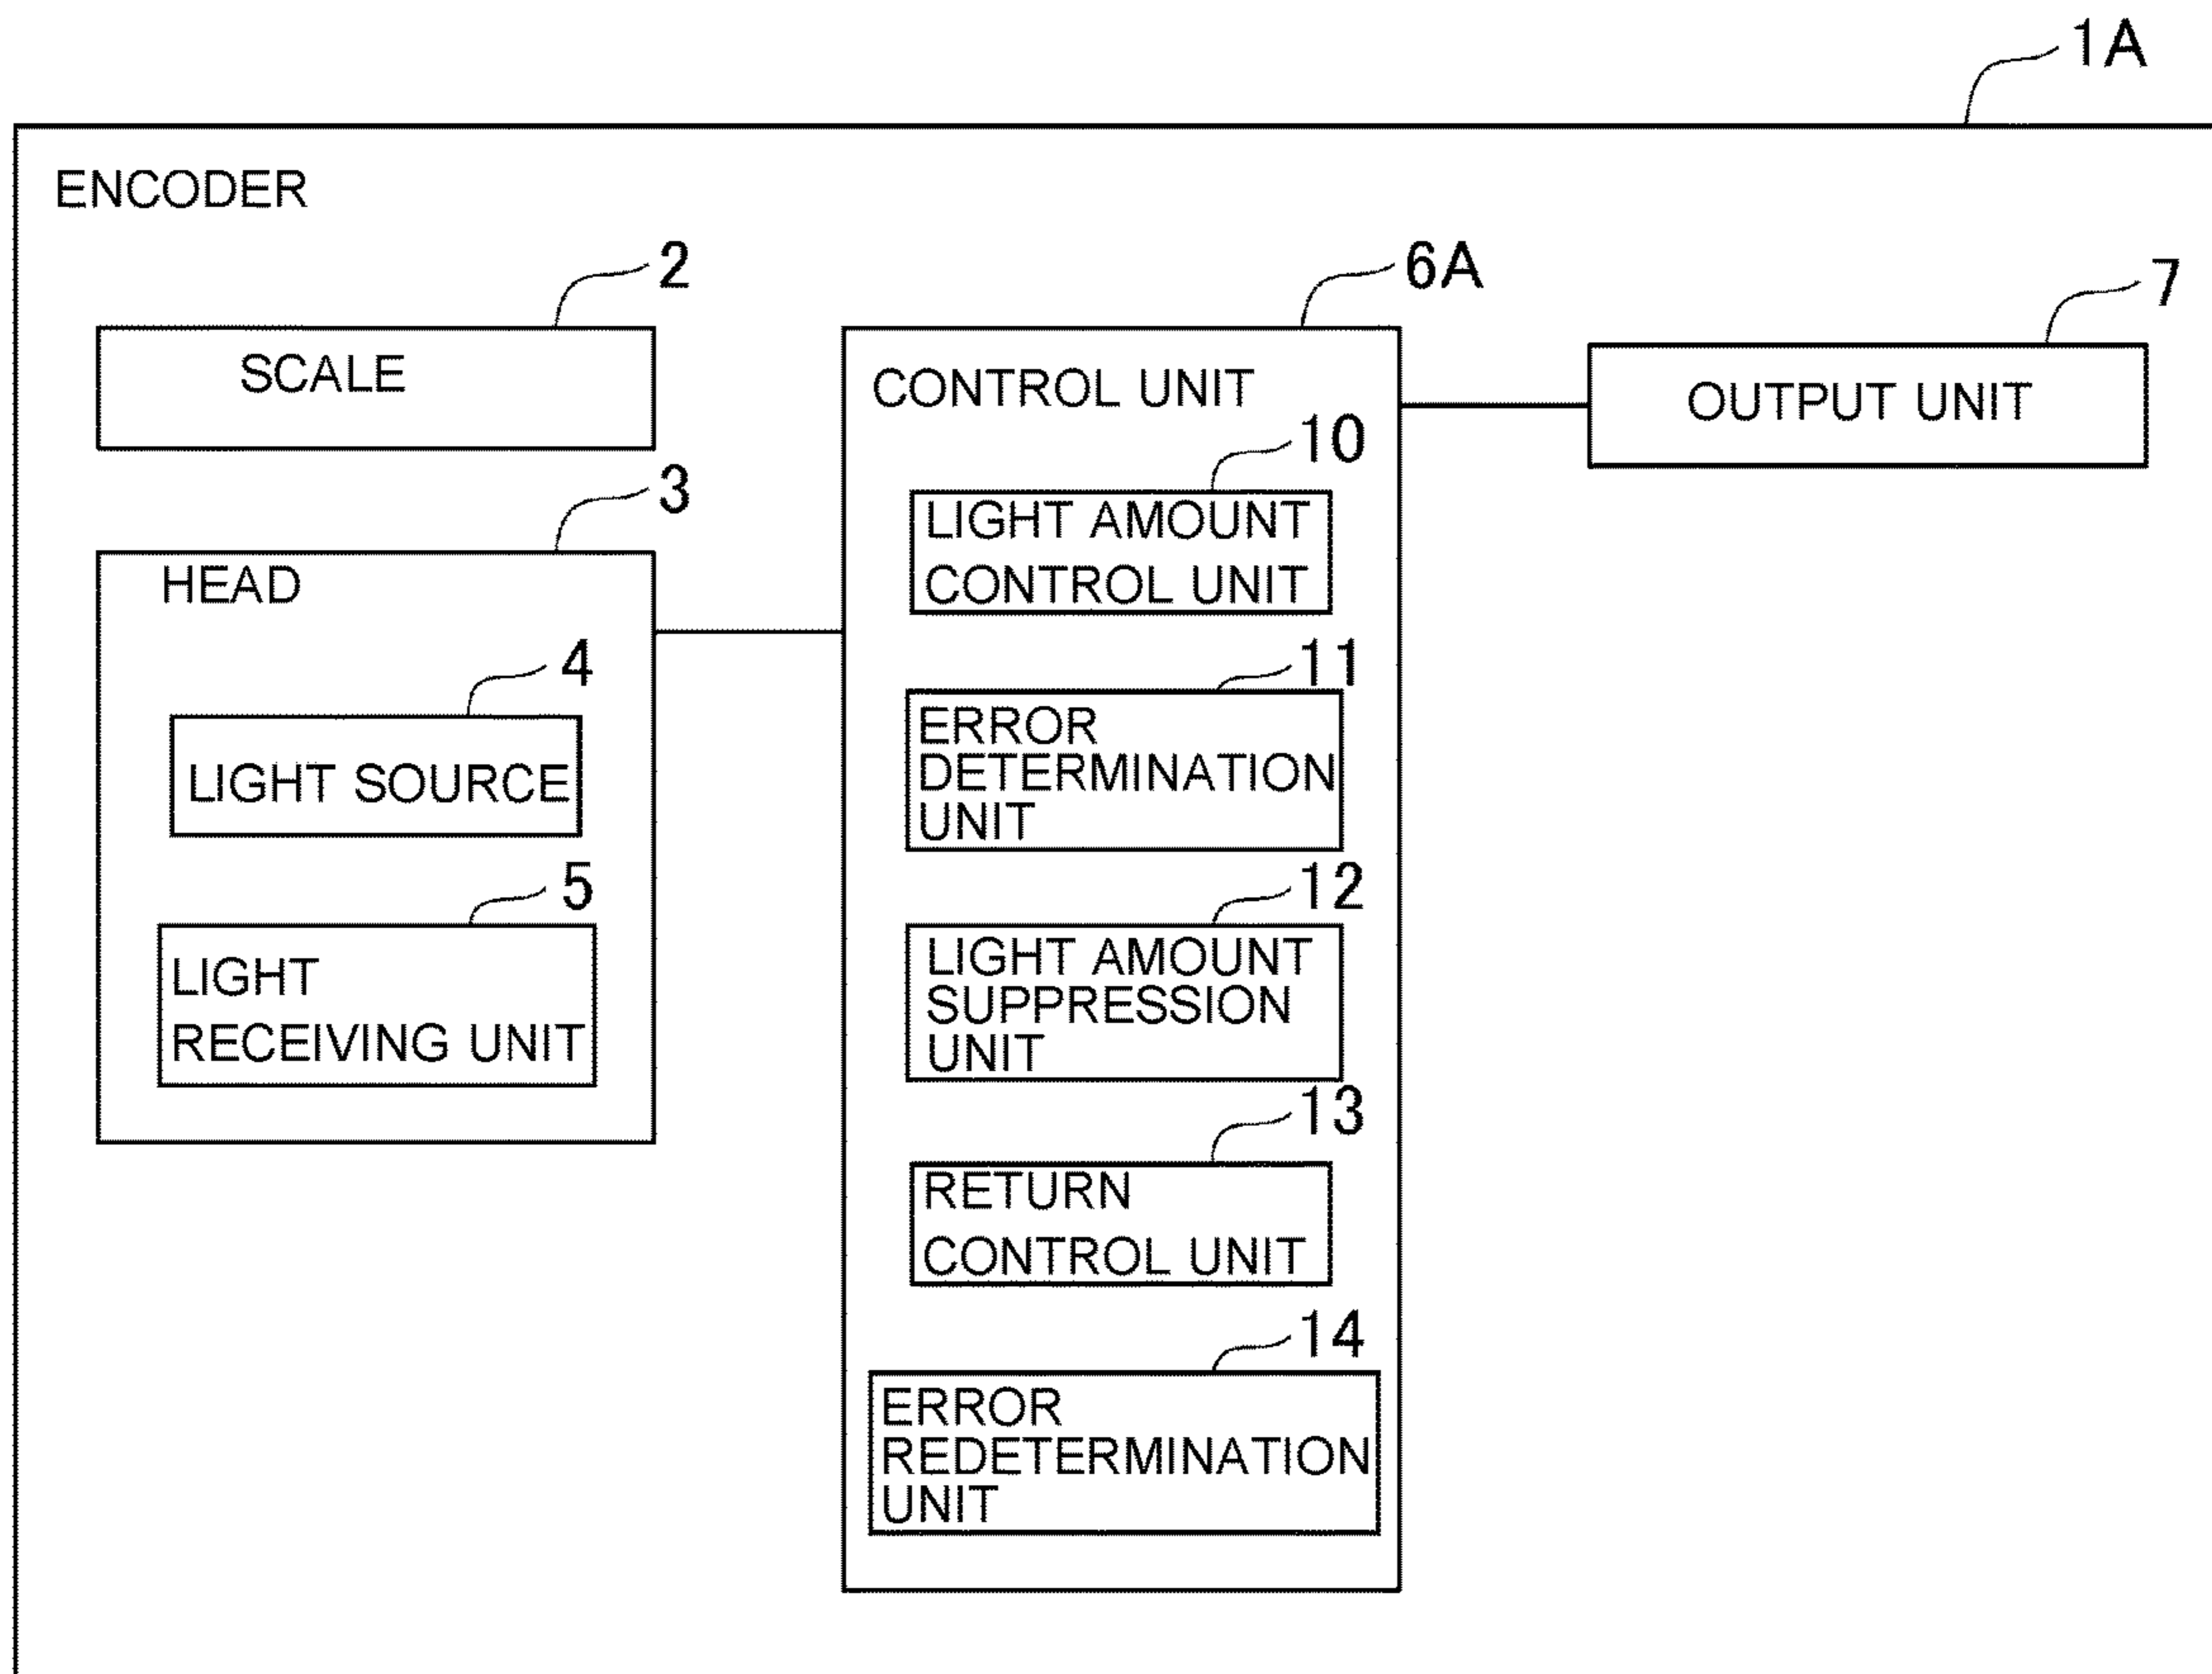 1A
ENCODER
2
SCALE
3
HEAD
4
LIGHT SOURCE
5
LIGHT
RECEIVING UNIT
6A
CONTROL UNIT
10
LIGHT AMOUNT
CONTROL UNIT
11
ERROR
DETERMINATION
UNIT
12
LIGHT AMOUNT
SUPPRESSION
UNIT
13
RETURN
CONTROL UNIT
14
ERROR
REDETERMINATION
UNIT
7
OUTPUT UNIT